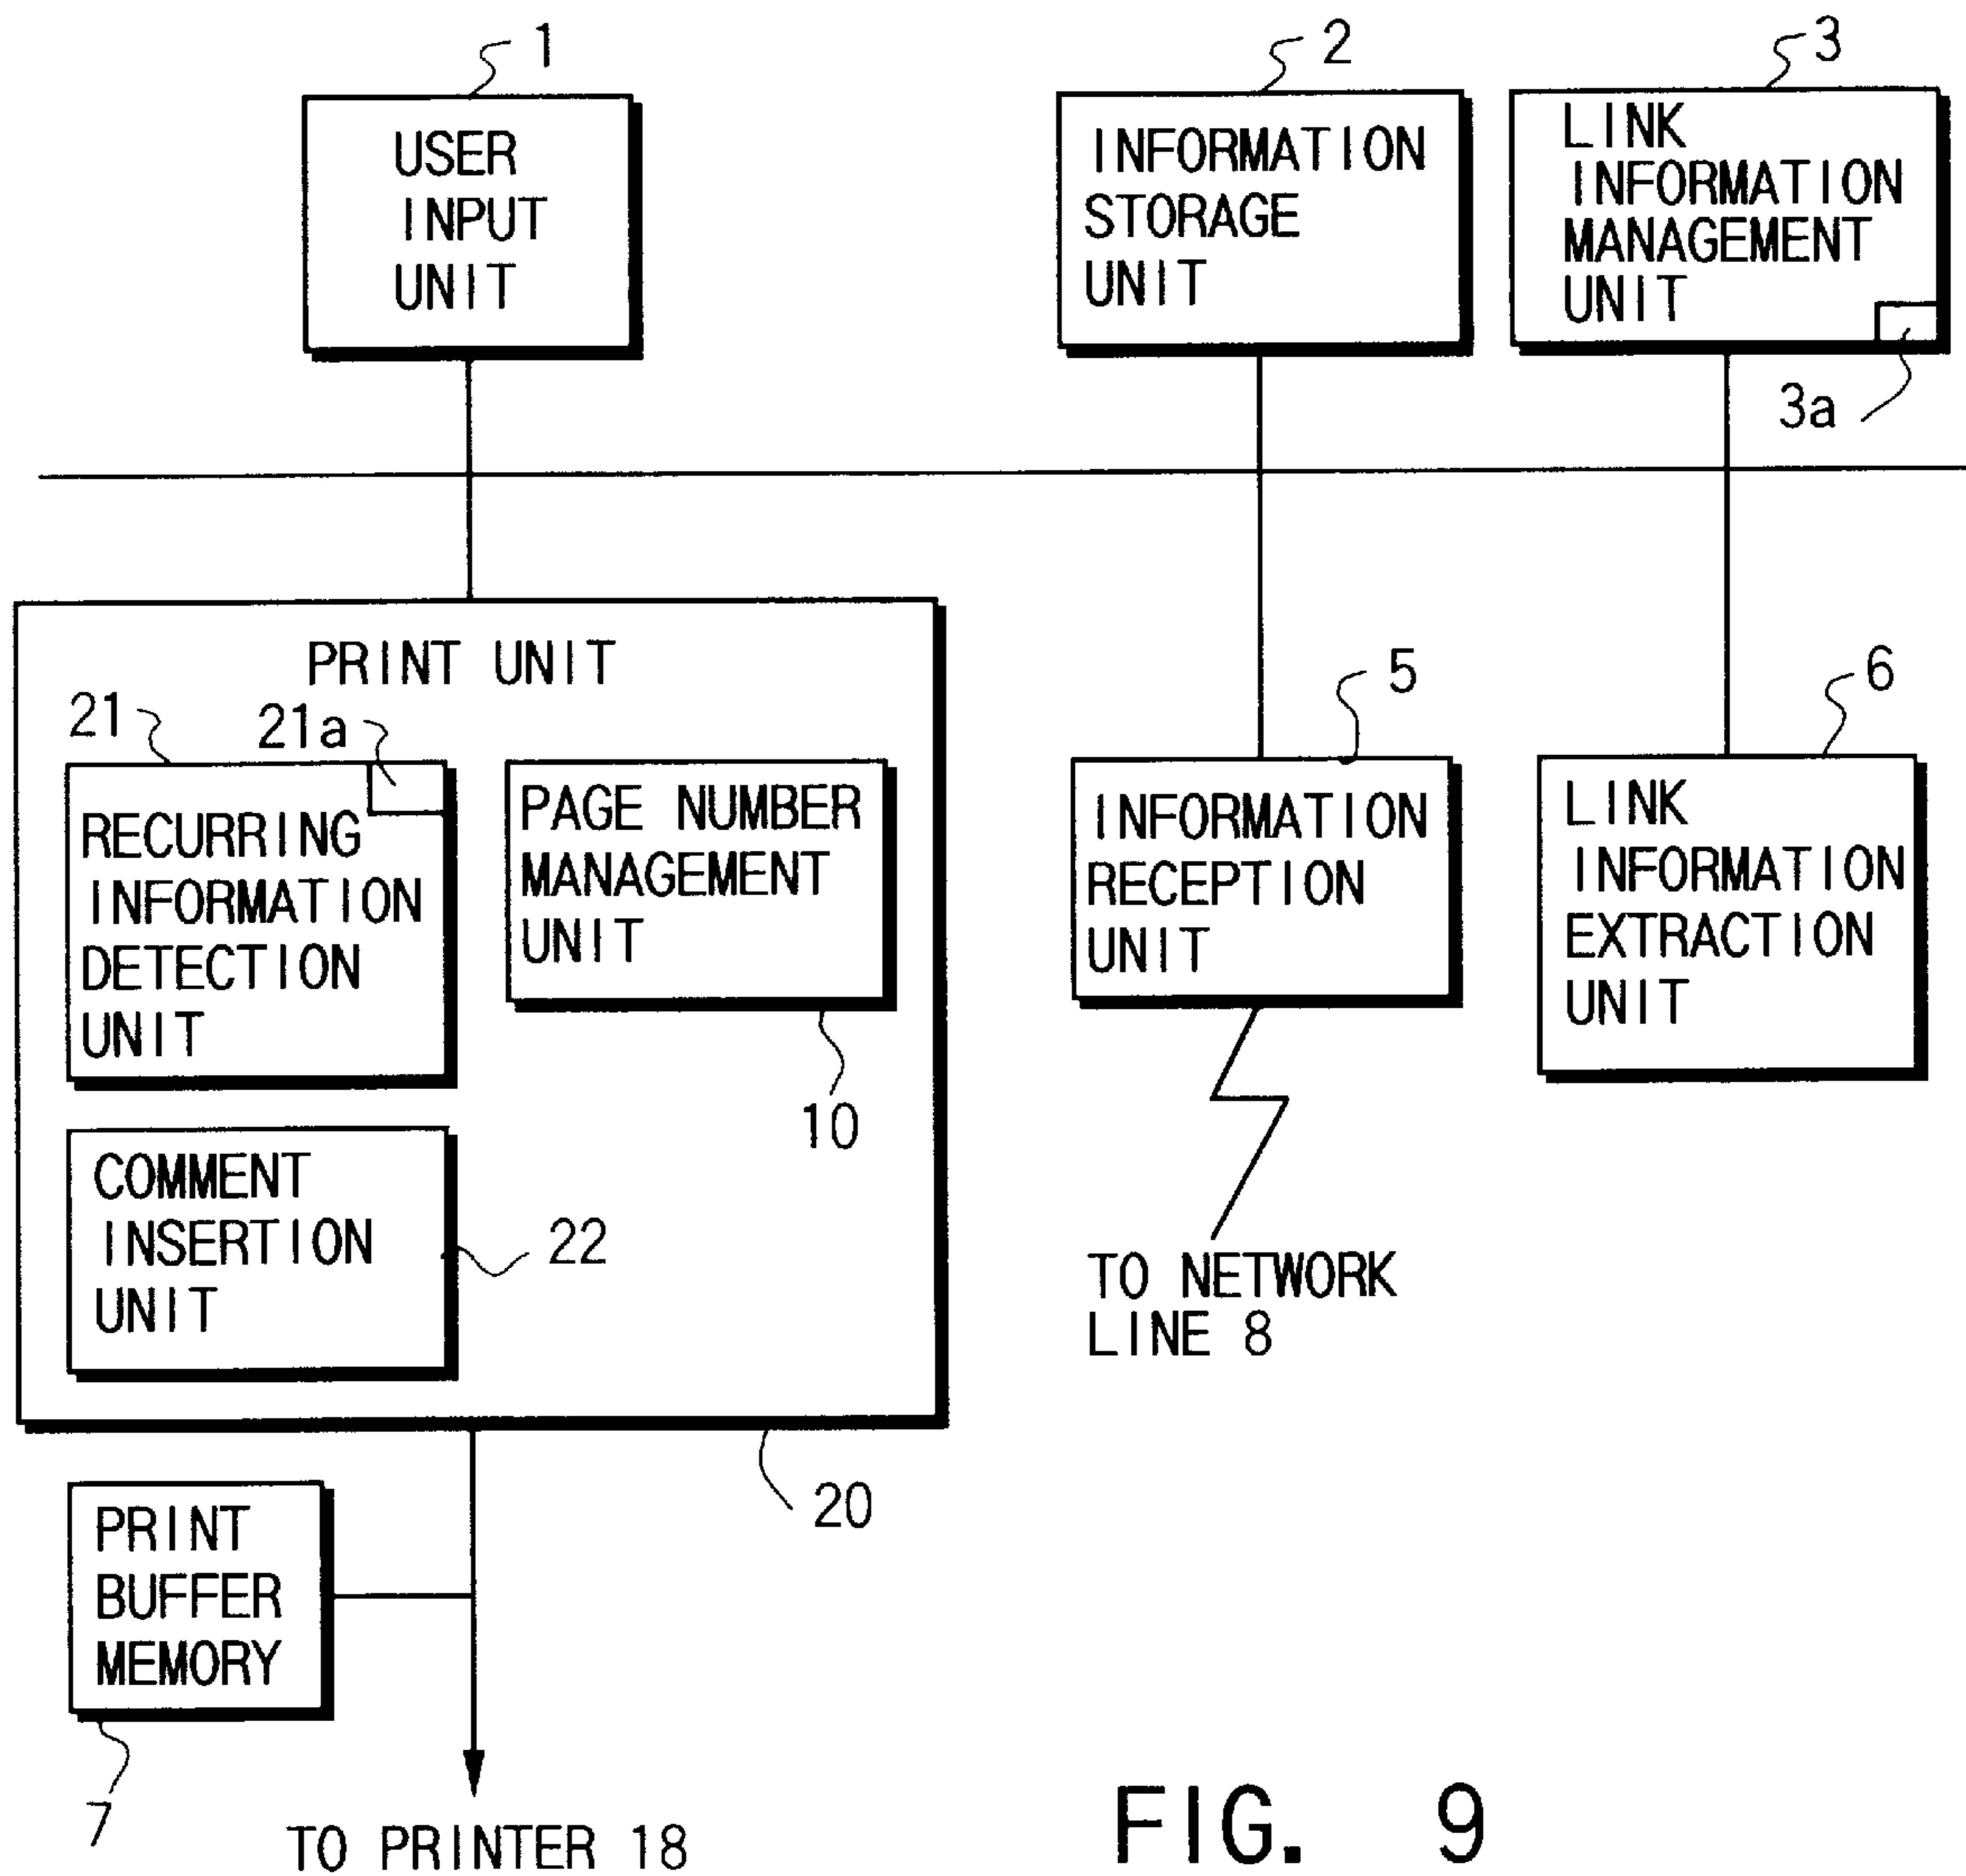 1
USER
INPUT
UNIT
2
INFORMATION
STORAGE
UNIT
3
LINK
INFORMATION
MANAGEMENT
UNIT
3a
PRINT UNIT
21
21a
RECURRING
INFORMATION
DETECTION
UNIT
PAGE NUMBER
MANAGEMENT
UNIT
10
COMMENT
INSERTION
UNIT
22
20
5
INFORMATION
RECEPTION
UNIT
TO NETWORK
LINE 8
6
LINK
INFORMATION
EXTRACTION
UNIT
PRINT
BUFFER
MEMORY
7
TO PRINTER 18
FIG. 9